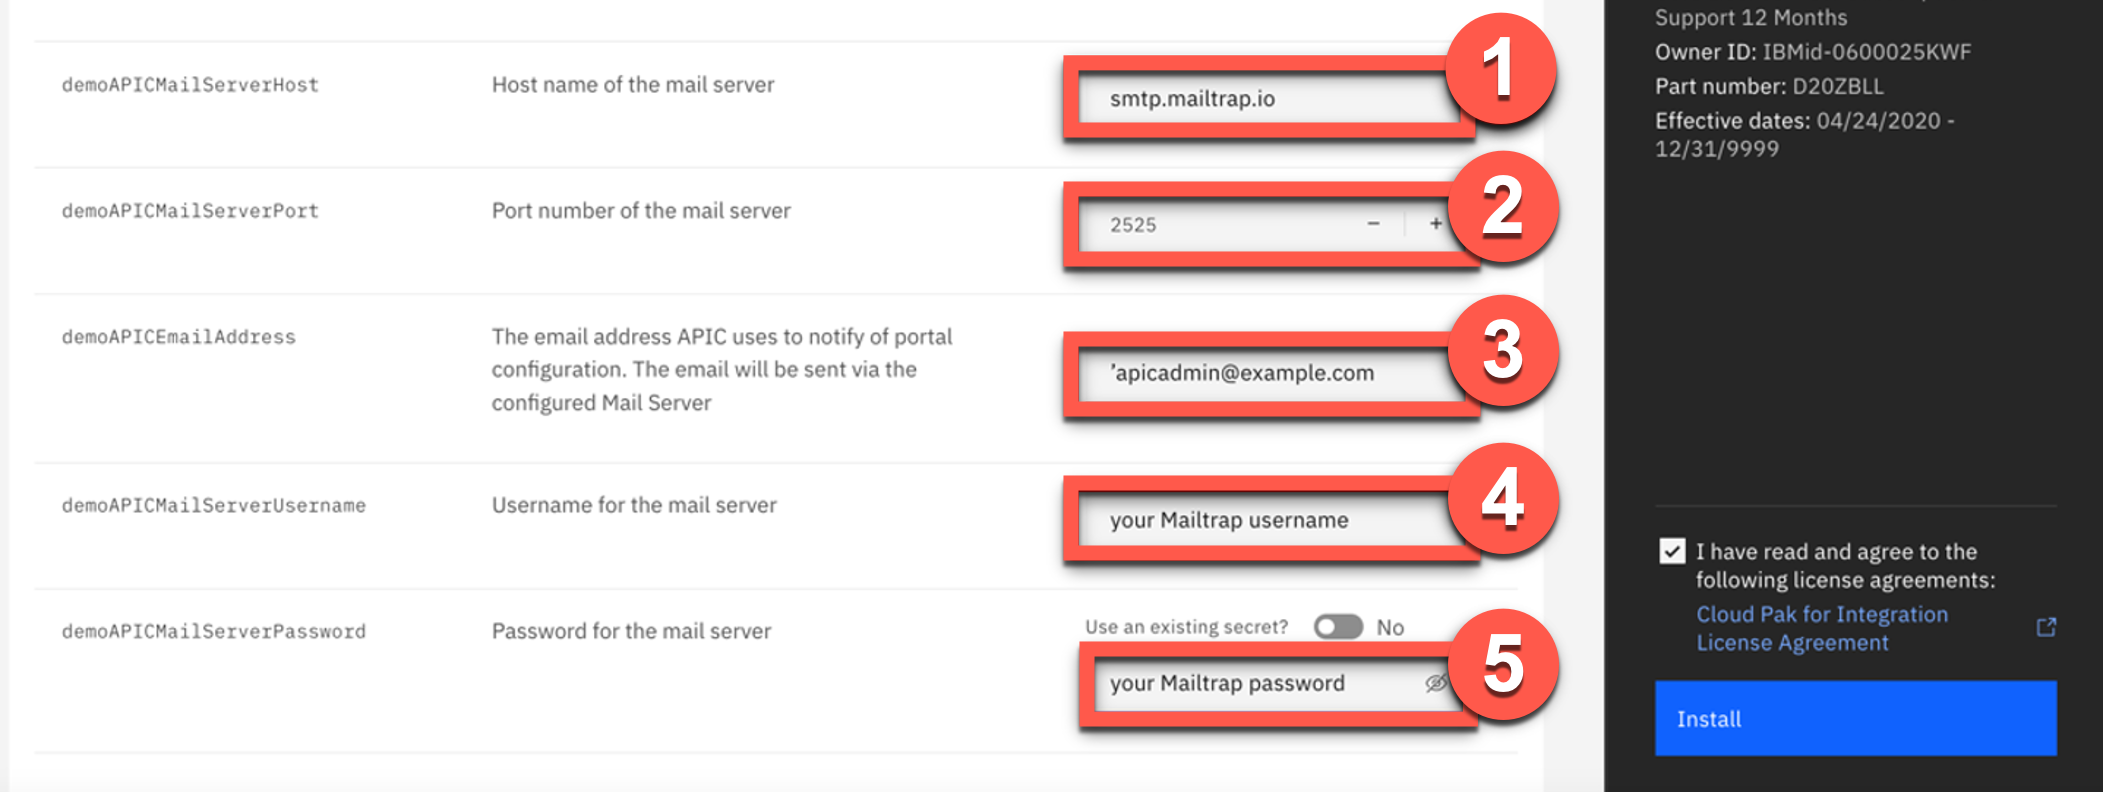 demoAPICMailServerHost
Host name of the mail server
smtp.mailtrap.io
1
demoAPICMailServerPort
Port number of the mail server
2525
− +
2
demoAPICEmailAddress
The email address APIC uses to notify of portal
configuration. The email will be sent via the
configured Mail Server
’apicadmin@example.com
3
demoAPICMailServerUsername
Username for the mail server
your Mailtrap username
4
demoAPICMailServerPassword
Password for the mail server
Use an existing secret? No
your Mailtrap password
5
Support 12 Months
Owner ID: IBMid-0600025KWF
Part number: D20ZBLL
Effective dates: 04/24/2020 -
12/31/9999
I have read and agree to the
following license agreements:
Cloud Pak for Integration
License Agreement
Install